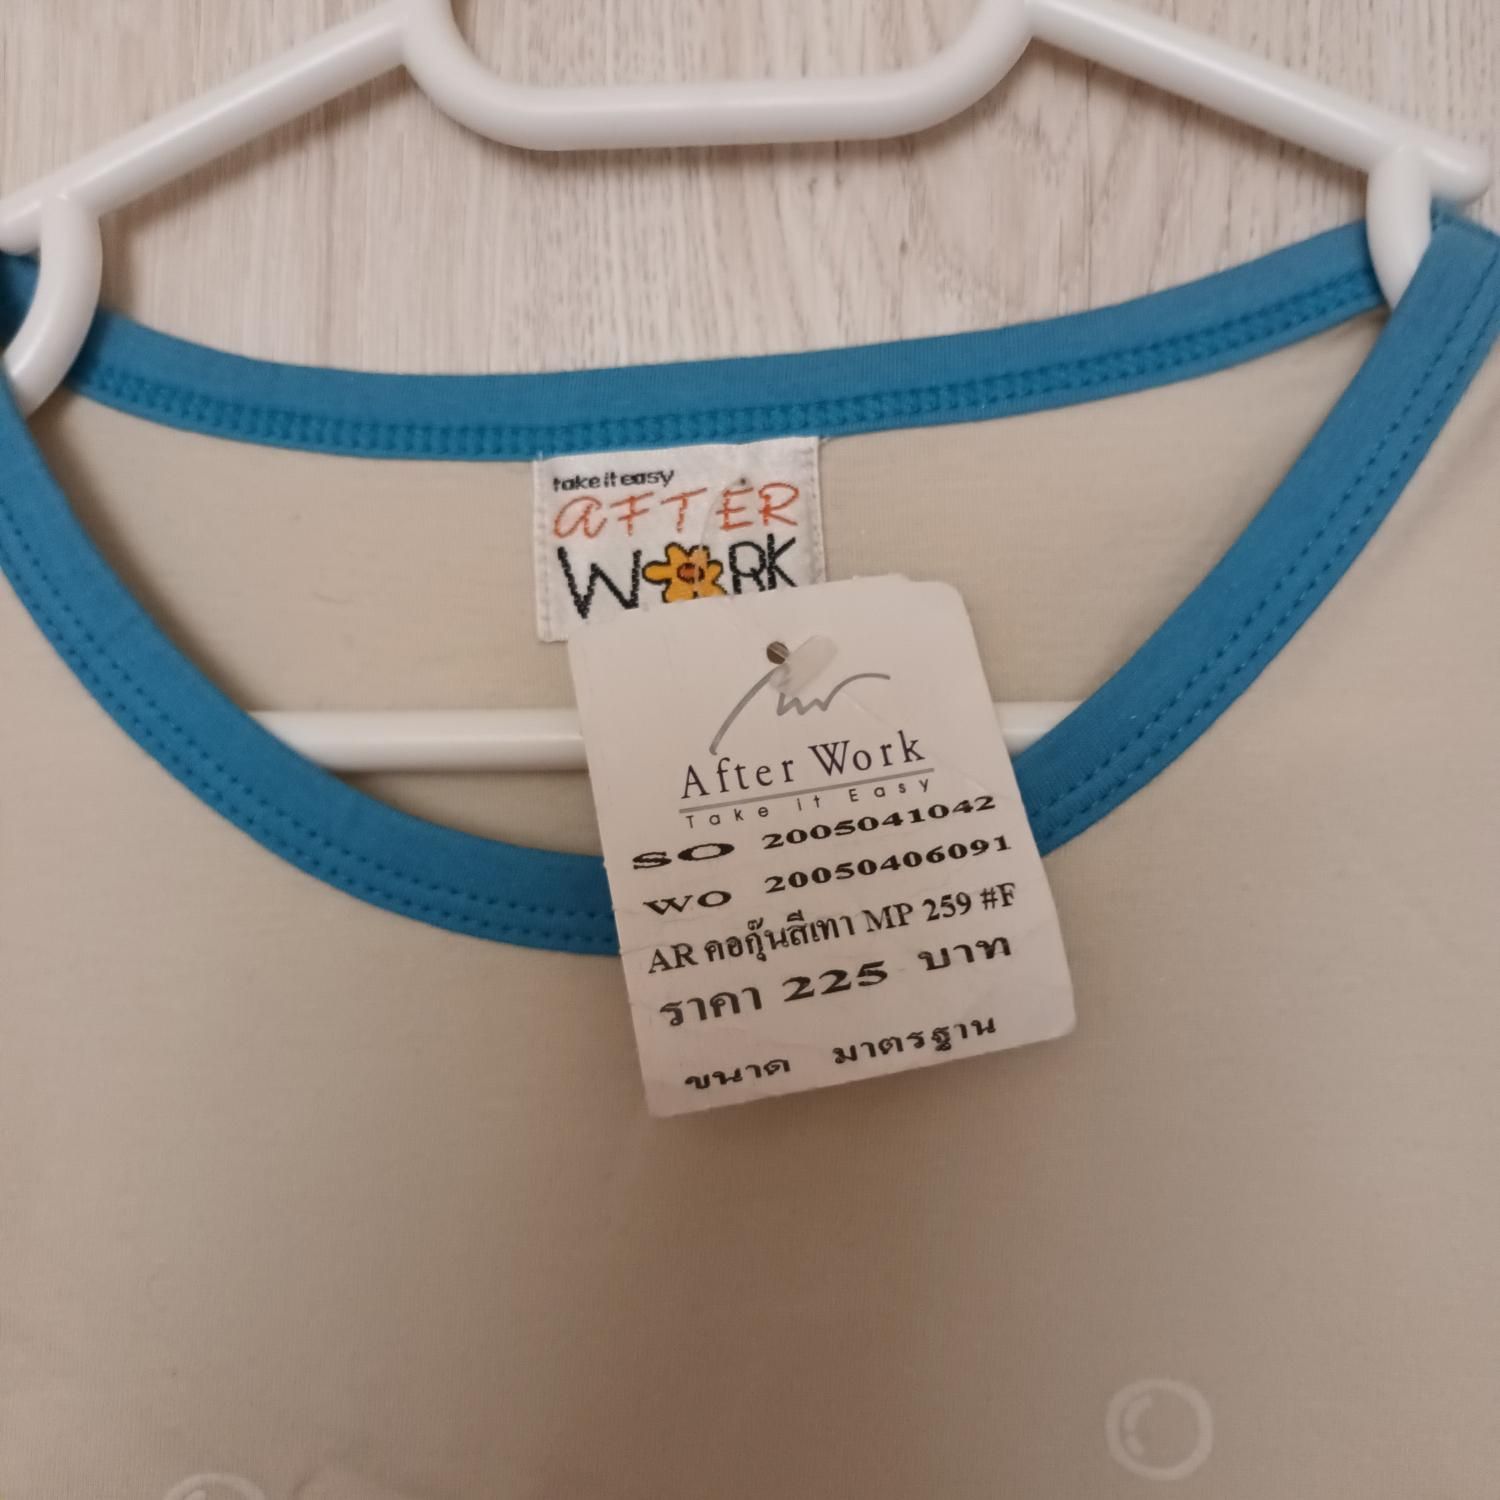 take it easy
AFTER
WORK
After Work
Take It Easy
SO 2005041042
WO 20050406091
AR คอกุ๊นสีเทา MP 259 #F
ราคา 225 บาท
ขนาด มาตรฐาน